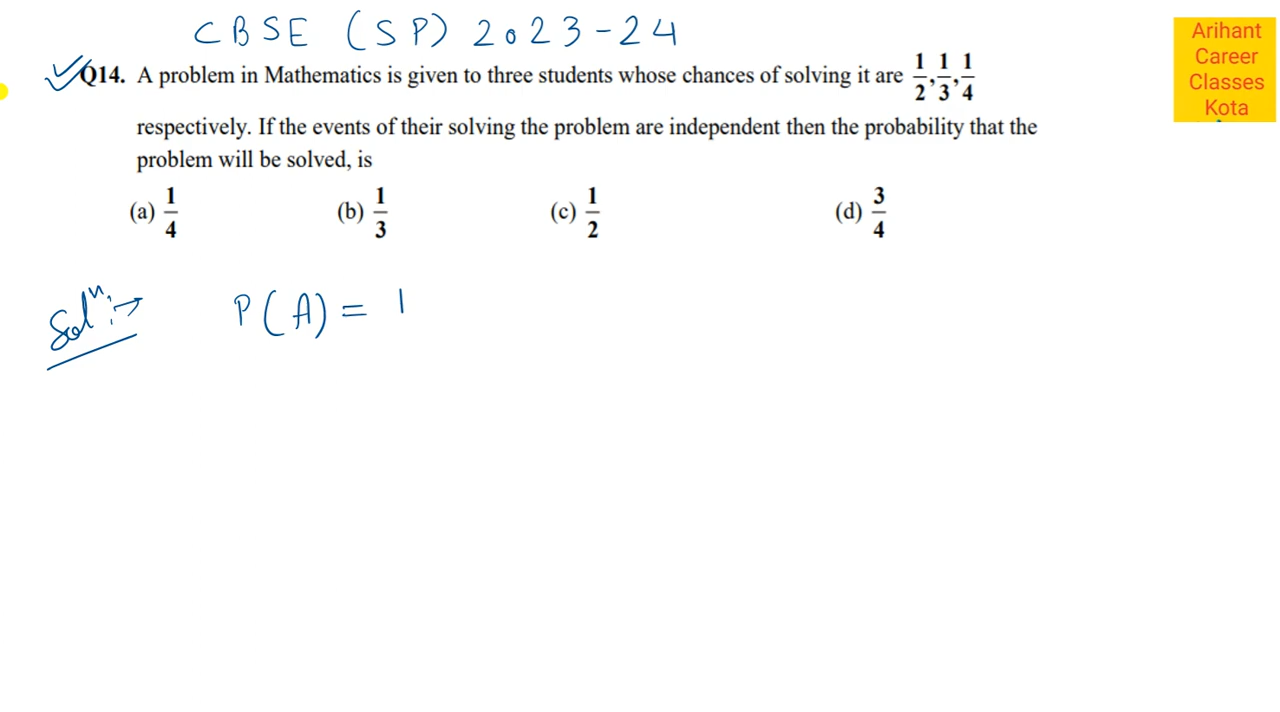 CBSE (SP) 2023-24
Arihant
Career
Classes
Kota
Q14. A problem in Mathematics is given to three students whose chances of solving it are 1/2, 1/3, 1/4
respectively. If the events of their solving the problem are independent then the probability that the
problem will be solved, is
(a) 1/4 (b) 1/3 (c) 1/2 (d) 3/4
Solⁿ:→ P(A) = 1